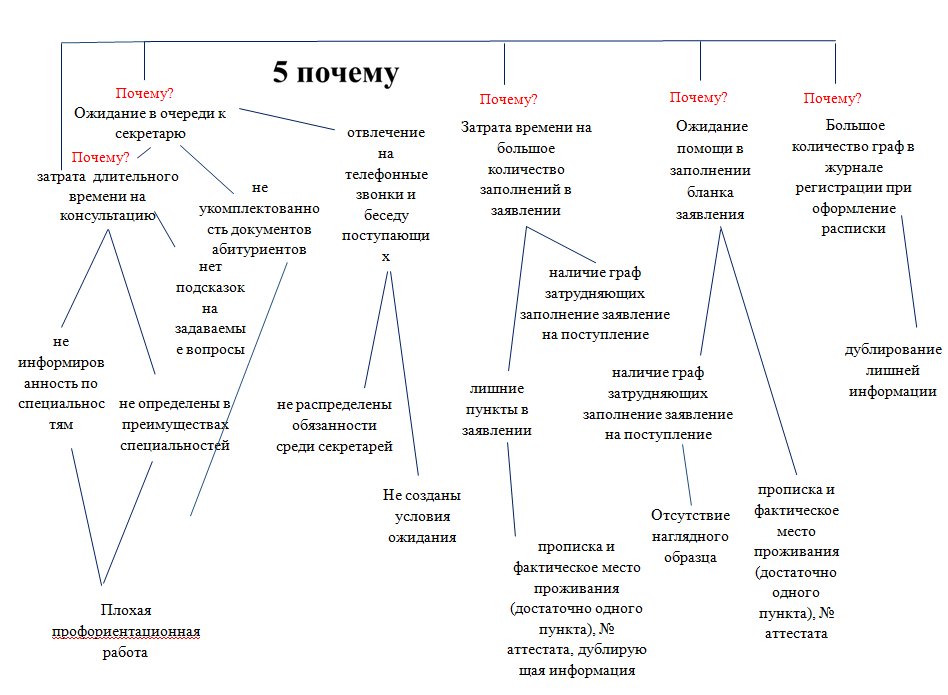 5 почему
Почему?
Ожидание в очереди к
секретарю
Почему?
затрата длительного
времени на
консультацию
не
укомплектованно
сть документов
абитуриентов
нет
подсказок
на
задаваемы
е вопросы
отвлечение
на
телефонные
звонки и
беседу
поступающи
х
Почему?
Затрата времени на
большое
количество
заполнений в
заявлении
Почему?
Ожидание
помощи в
заполнении
бланка
заявления
Почему?
Большое
количество граф в
журнале
регистрации при
оформление
расписки
не
информиров
анность по
специальнос
тям
не определены в
преимуществах
специальностей
не распределены
обязанности
среди секретарей
Не созданы
условия
ожидания
наличие граф
затрудняющих
заполнение заявление
на поступление
лишние
пункты в
заявлении
наличие граф
затрудняющих
заполнение заявление
на поступление
дублирование
лишней
информации
Плохая
профориентационная
работа
прописка и
фактическое место
проживания
(достаточно одного
пункта), №
аттестата, дублирую
щая информация
Отсутствие
наглядного
образца
прописка и
фактическое
место
проживания
(достаточно
одного
пункта), №
аттестата